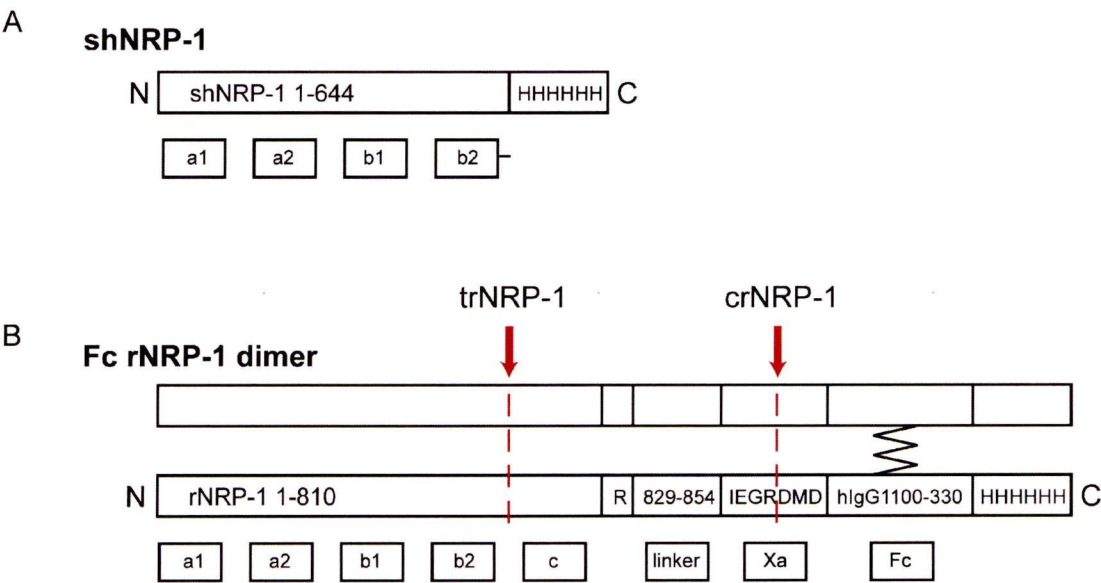 A
shNRP-1
N shNRP-1 1-644 HHHHHH C
a1 a2 b1 b2
trNRP-1 crNRP-1
B
Fc rNRP-1 dimer
N rNRP-1 1-810 R 829-854 IEGRDMD hIgG1100-330 HHHHHH C
a1 a2 b1 b2 c linker Xa Fc